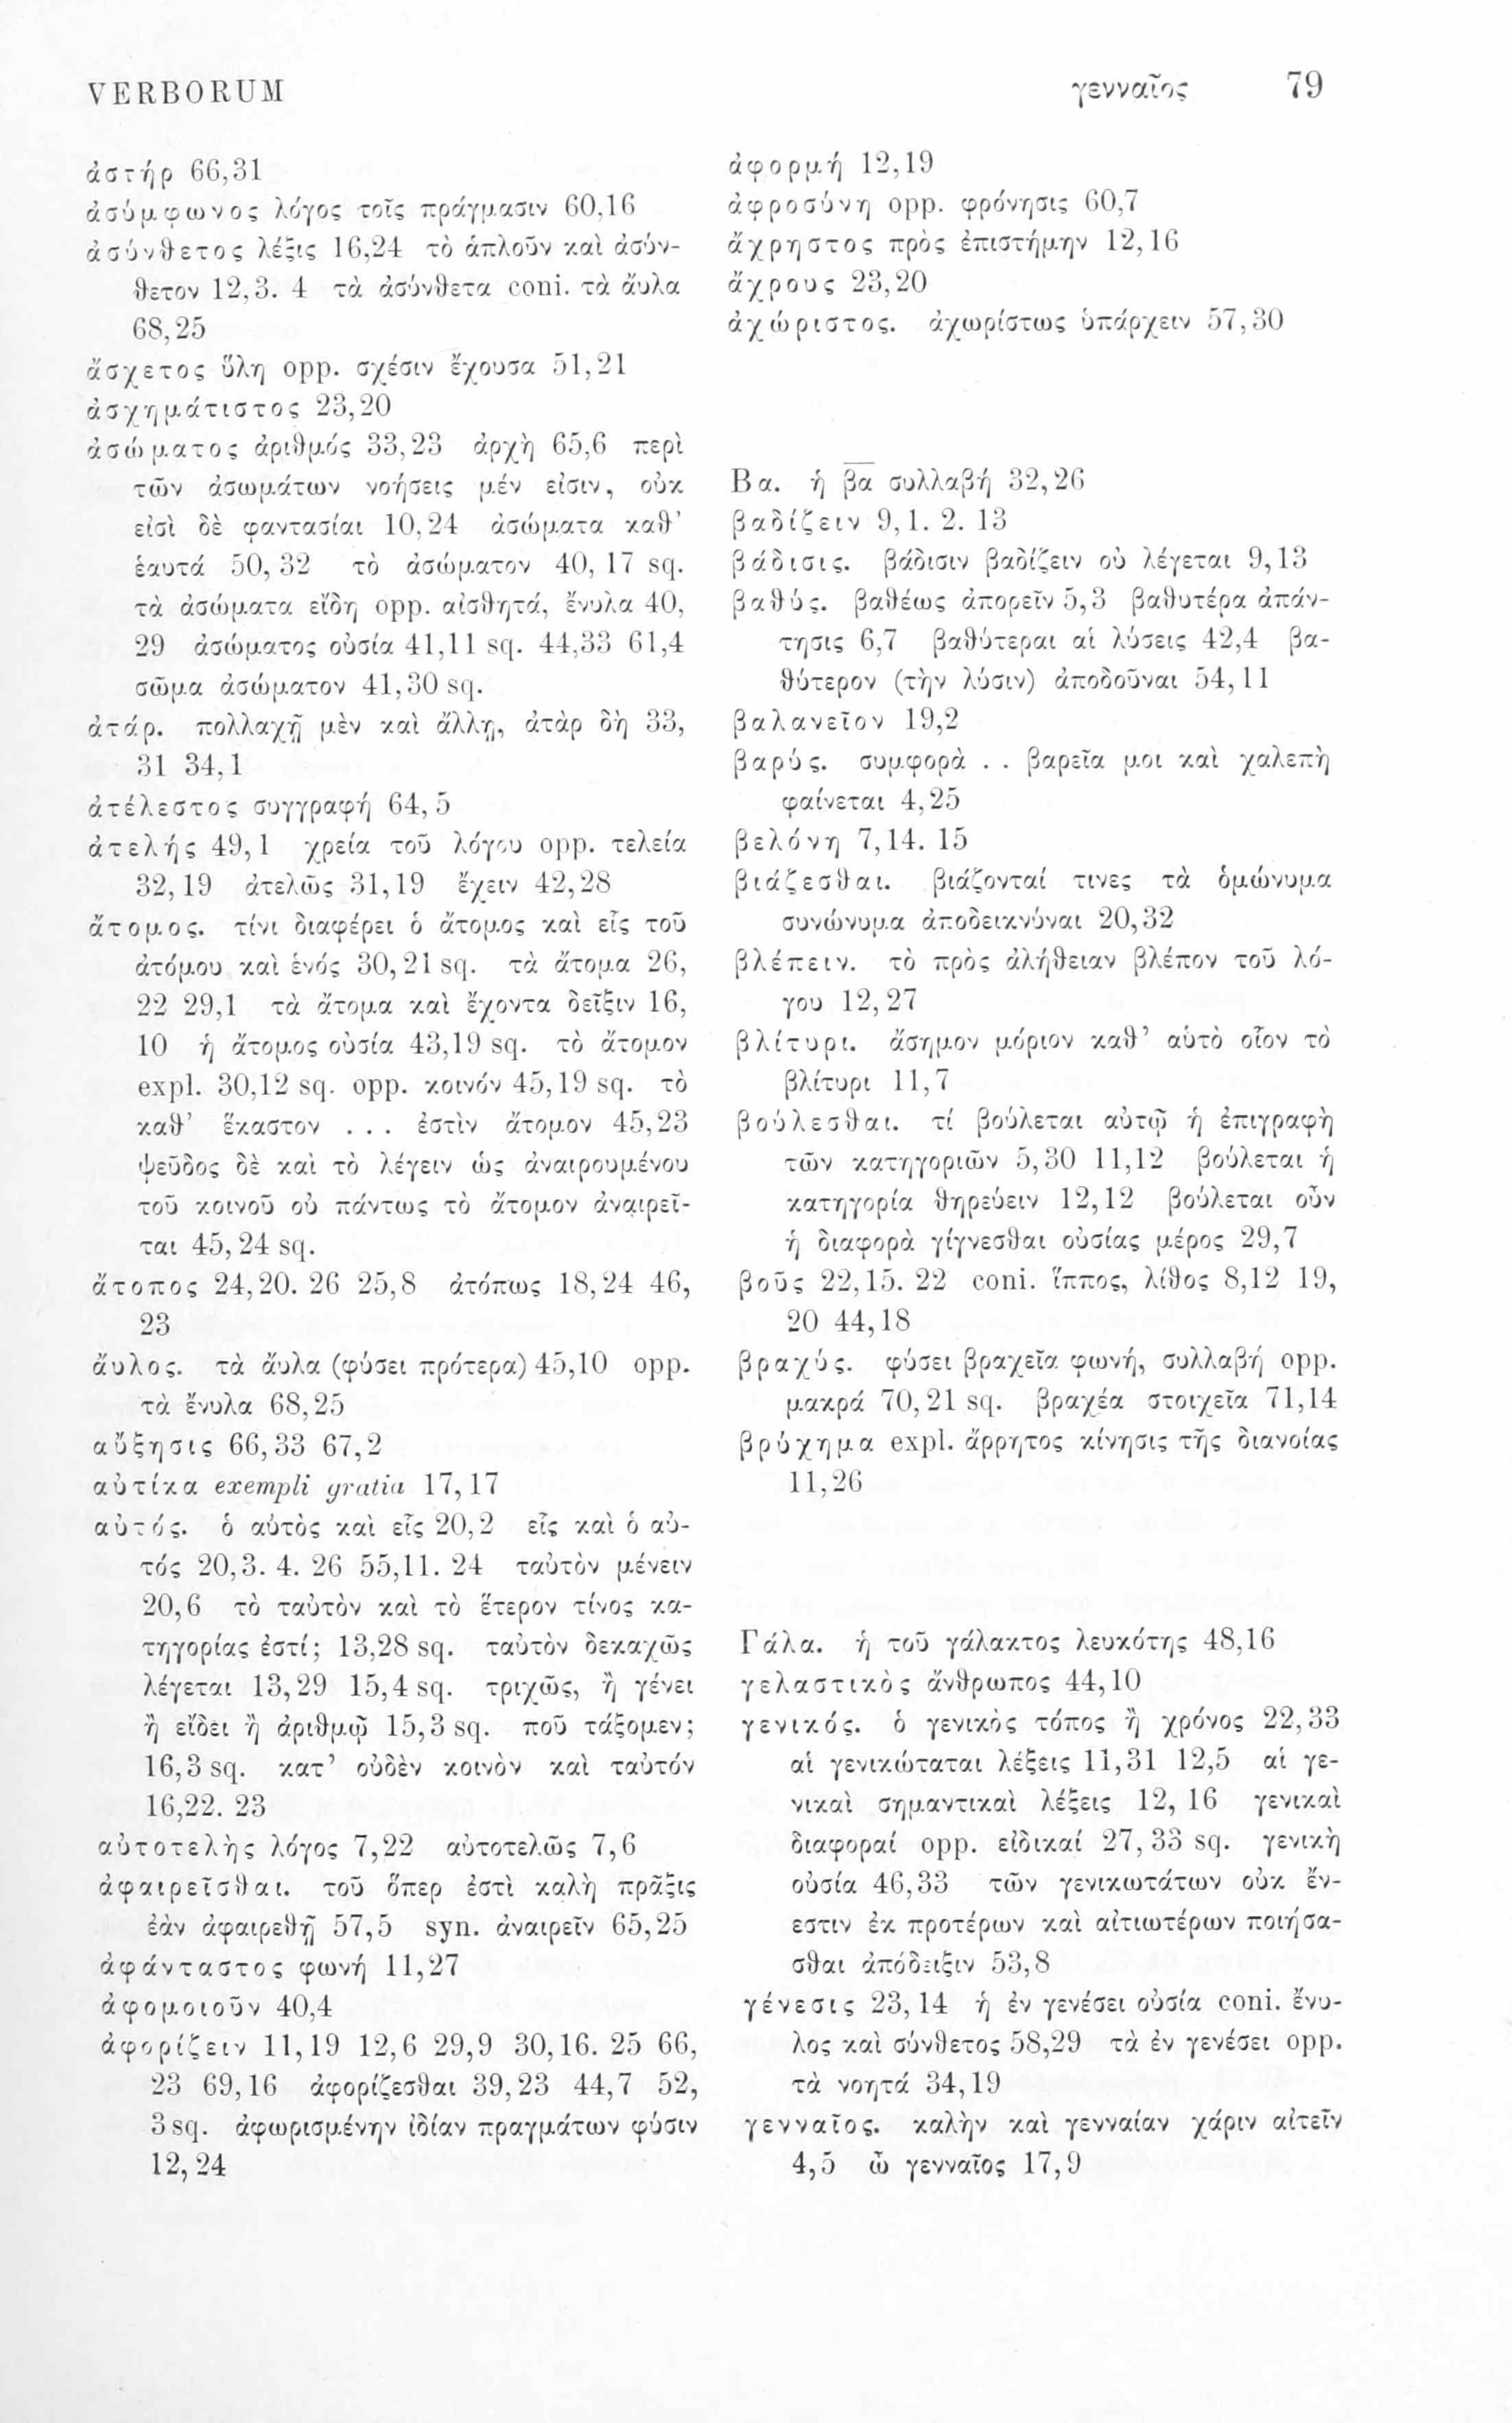 VERBORUM γενναῖος 79
ἀστήρ 66,31
ἀσύμφωνος λόγος τοῖς πράγμασιν 60,16
ἀσύνθετος λέξις 16,24 τὸ ἁπλοῦν καὶ ἀσύν-
θετον 12,3. 4 τὰ ἀσύνθετα coni. τὰ ἄυλα
68,25
ἄσχετος ὕλη opp. σχέσιν ἔχουσα 51,21
ἀσχημάτιστος 23,20
ἀσώματος ἀριθμός 33,23 ἀρχὴ 65,6 περὶ
τῶν ἀσωμάτων νοήσεις μέν εἰσιν, οὐκ
εἰσὶ δὲ φαντασίαι 10,24 ἀσώματα καθ’
ἑαυτά 50,32 τὸ ἀσώματον 40, 17 sq.
τὰ ἀσώματα εἴδη opp. αἰσθητά, ἔνυλα 40,
29 ἀσώματος οὐσία 41,11 sq. 44,33 61,4
σῶμα ἀσώματον 41,30 sq.
ἀτάρ. πολλαχῇ μὲν καὶ ἄλλῃ, ἀτὰρ δὴ 33,
31 34,1
ἀτέλεστος συγγραφή 64,5
ἀτελής 49,1 χρεία τοῦ λόγου opp. τελεία
32,19 ἀτελῶς 31,19 ἔχειν 42,28
ἄτομος. τίνι διαφέρει ὁ ἄτομος καὶ εἷς τοῦ
ἀτόμου καὶ ἑνός 30,21 sq. τὰ ἄτομα 26,
22 29,1 τὰ ἄτομα καὶ ἔχοντα δεῖξιν 16,
10 ἡ ἄτομος οὐσία 43,19 sq. τὸ ἄτομον
expl. 30,12 sq. opp. κοινόν 45,19 sq. τὸ
καθ’ ἕκαστον . . . ἐστὶν ἄτομον 45,23
ψεῦδος δὲ καὶ τὸ λέγειν ὡς ἀναιρουμένου
τοῦ κοινοῦ οὐ πάντως τὸ ἄτομον ἀναιρεῖ-
ται 45,24 sq.
ἄτοπος 24,20. 26 25,8 ἀτόπως 18,24 46,
23
ἄυλος. τὰ ἄυλα (φύσει πρότερα) 45,10 opp.
τὰ ἔνυλα 68,25
αὔξησις 66,33 67,2
αὐτίκα exempli gratia 17,17
αὐτός. ὁ αὐτὸς καὶ εἷς 20,2 εἷς καὶ ὁ αὐ-
τός 20,3. 4. 26 55,11. 24 ταὐτὸν μένειν
20,6 τὸ ταὐτὸν καὶ τὸ ἕτερον τίνος κα-
τηγορίας ἐστί; 13,28 sq. ταὐτὸν δεκαχῶς
λέγεται 13,29 15,4 sq. τριχῶς, ἢ γένει
ἢ εἴδει ἢ ἀριθμῷ 15,3 sq. ποῦ τάξομεν;
16,3 sq. κατ’ οὐδὲν κοινὸν καὶ ταὐτόν
16,22. 23
αὐτοτελὴς λόγος 7,22 αὐτοτελῶς 7,6
ἀφαιρεῖσθαι. τοῦ ὅπερ ἐστὶ καλὴ πρᾶξις
ἐὰν ἀφαιρεθῇ 57,5 syn. ἀναιρεῖν 65,25
ἀφάνταστος φωνή 11,27
ἀφομοιοῦν 40,4
ἀφορίζειν 11,19 12,6 29,9 30,16. 25 66,
23 69,16 ἀφορίζεσθαι 39,23 44,7 52,
3 sq. ἀφωρισμένην ἰδίαν πραγμάτων φύσιν
12,24
ἀφορμή 12,19
ἀφροσύνη opp. φρόνησις 60,7
ἄχρηστος πρὸς ἐπιστήμην 12,16
ἄχρους 23,20
ἀχώριστος. ἀχωρίστως ὑπάρχειν 57,30
Βα. ἡ βα συλλαβή 32,26
βαδίζειν 9,1. 2. 13
βάδισις. βάδισιν βαδίζειν οὐ λέγεται 9,13
βαθύς. βαθέως ἀπορεῖν 5,3 βαθυτέρα ἀπάν-
τησις 6,7 βαθύτεραι αἱ λύσεις 42,4 βα-
θύτερον (τὴν λύσιν) ἀποδοῦναι 54,11
βαλανεῖον 19,2
βαρύς. συμφορὰ . . βαρεῖα μοι καὶ χαλεπὴ
φαίνεται 4,25
βελόνη 7,14. 15
βιάζεσθαι. βιάζονταί τινες τὰ ὁμώνυμα
συνώνυμα ἀποδεικνύναι 20,32
βλέπειν. τὸ πρὸς ἀλήθειαν βλέπον τοῦ λό-
γου 12,27
βλίτυρι. ἄσημον μόριον καθ’ αὑτὸ οἷον τὸ
βλίτυρι 11,7
βούλεσθαι. τί βούλεται αὐτῷ ἡ ἐπιγραφὴ
τῶν κατηγοριῶν 5,30 11,12 βούλεται ἡ
κατηγορία θηρεύειν 12,12 βούλεται οὖν
ἡ διαφορὰ γίγνεσθαι οὐσίας μέρος 29,7
βοῦς 22,15. 22 coni. ἵππος, λίθος 8,12 19,
20 44,18
βραχύς. φύσει βραχεῖα φωνή, συλλαβή opp.
μακρά 70,21 sq. βραχέα στοιχεῖα 71,14
βρύχημα expl. ἄρρητος κίνησις τῆς διανοίας
11,26
Γάλα. ἡ τοῦ γάλακτος λευκότης 48,16
γελαστικὸς ἄνθρωπος 44,10
γενικός. ὁ γενικὸς τόπος ἢ χρόνος 22,33
αἱ γενικώταται λέξεις 11,31 12,5 αἱ γε-
νικαὶ σημαντικαὶ λέξεις 12, 16 γενικαὶ
διαφοραί opp. εἰδικαί 27,33 sq. γενικὴ
οὐσία 46,33 τῶν γενικωτάτων οὐκ ἔν-
εστιν ἐκ προτέρων καὶ αἰτιωτέρων ποιήσα-
σθαι ἀπόδειξιν 53,8
γένεσις 23,14 ἡ ἐν γενέσει οὐσία coni. ἔνυ-
λος καὶ σύνθετος 58,29 τὰ ἐν γενέσει opp.
τὰ νοητά 34,19
γενναῖος. καλὴν καὶ γενναίαν χάριν αἰτεῖν
4,5 ὦ γενναῖος 17,9